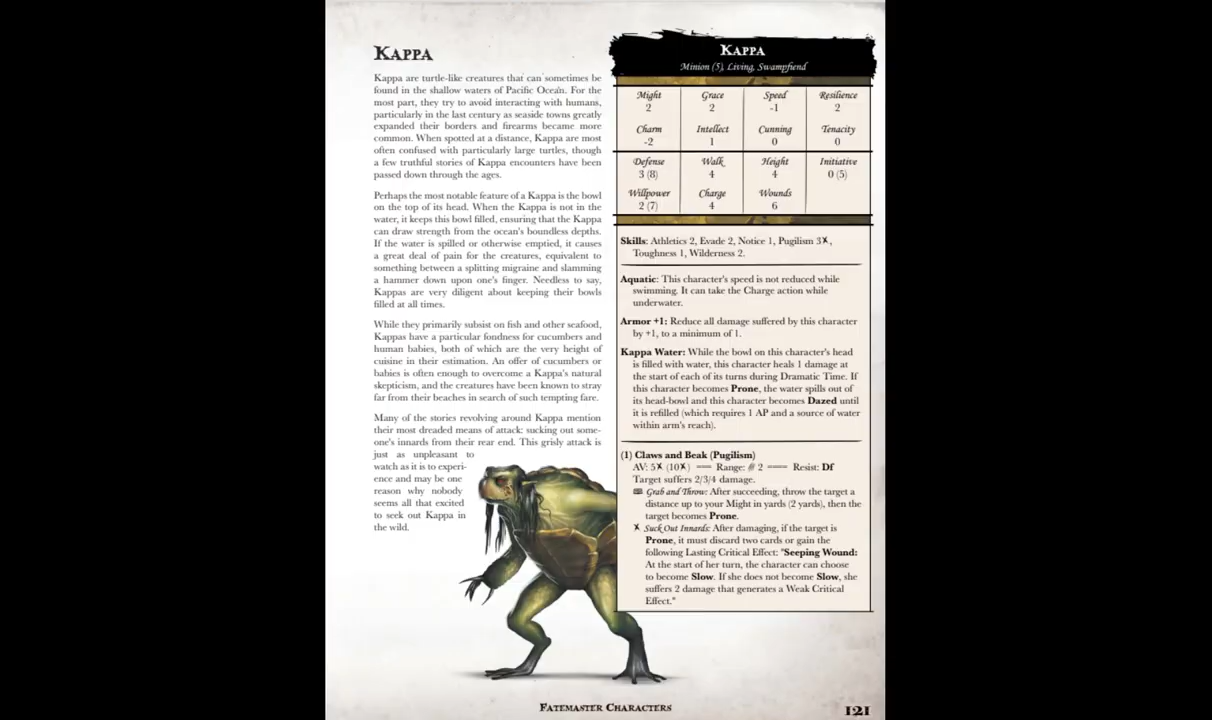 Kappa
Kappa are turtle-like creatures that can sometimes be
found in the shallow waters of Pacific Ocean. For the
most part, they try to avoid interacting with humans,
particularly in the last century as seaside towns greatly
expanded their borders and firearms became more
common. When spotted at a distance, Kappa are most
often confused with particularly large turtles, though
a few truthful stories of Kappa encounters have been
passed down through the ages.
Perhaps the most notable feature of a Kappa is the bowl
on the top of its head. When the Kappa is not in the
water, it keeps this bowl filled, ensuring that the Kappa
can draw strength from the ocean's boundless depths.
If the water is spilled or otherwise emptied, it causes
a great deal of pain for the creatures, equivalent to
something between a splitting migraine and slamming
a hammer down upon one's finger. Needless to say,
Kappas are very diligent about keeping their bowls
filled at all times.
While they primarily subsist on fish and other seafood,
Kappas have a particular fondness for cucumbers and
human babies, both of which are the very height of
cuisine in their estimation. An offer of cucumbers or
babies is often enough to overcome a Kappa's natural
skepticism, and the creatures have been known to stray
far from their beaches in search of such tempting fare.
Many of the stories revolving around Kappa mention
their most dreaded means of attack: sucking out some-
one's innards from their rear end. This grisly attack is
just as unpleasant to
watch as it is to experi-
ence and may be one
reason why nobody
seems all that excited
to seek out Kappa in
the wild.
Kappa
Minion (5), Living, Swampfiend
Might Grace Speed Resilience
2 2 -1 2
Charm Intellect Cunning Tenacity
-2 1 0 0
Defense Walk Height Initiative
3 (8) 4 4 0 (5)
Willpower Charge Wounds
2 (7) 4 6
Skills: Athletics 2, Evade 2, Notice 1, Pugilism 3,
Toughness 1, Wilderness 2.
Aquatic: This character's speed is not reduced while
swimming. It can take the Charge action while
underwater.
Armor +1: Reduce all damage suffered by this character
by +1, to a minimum of 1.
Kappa Water: While the bowl on this character's head
is filled with water, this character heals 1 damage at
the start of each of its turns during Dramatic Time. If
this character becomes Prone, the water spills out of
its head-bowl and this character becomes Dazed until
it is refilled (which requires 1 AP and a source of water
within arm's reach).
(1) Claws and Beak (Pugilism)
AV: 5 (10) Range: 2 Resist: Df
Target suffers 2/3/4 damage.
Grab and Throw: After succeeding, throw the target a
distance up to your Might in yards (2 yards), then the
target becomes Prone.
Suck Out Innards: After damaging, if the target is
Prone, it must discard two cards or gain the
following Lasting Critical Effect: "Seeping Wound:
At the start of her turn, the character can choose
to become Slow. If she does not become Slow, she
suffers 2 damage that generates a Weak Critical
Effect."
Fatemaster Characters
121